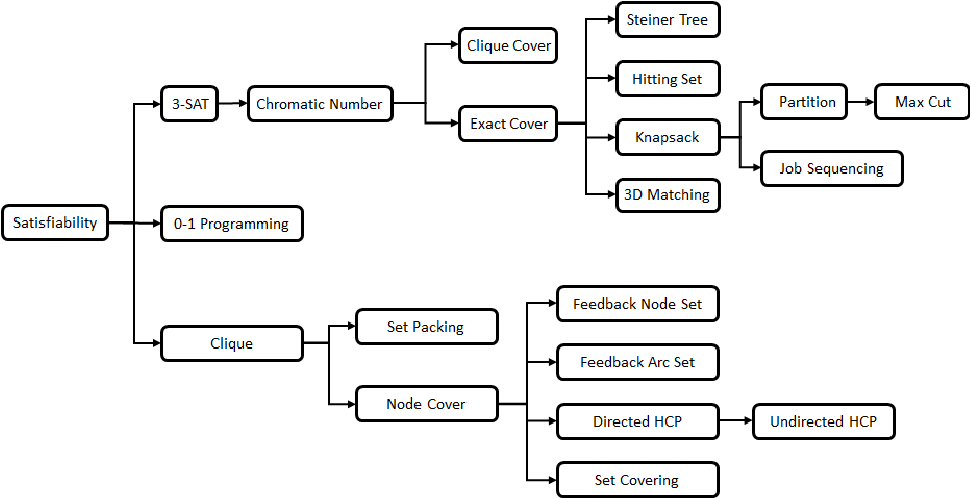 Steiner Tree
Clique Cover
Hitting Set
3-SAT
Chromatic Number
Partition
Max Cut
Exact Cover
Knapsack
Job Sequencing
3D Matching
Satisfiability
0-1 Programming
Feedback Node Set
Set Packing
Clique
Feedback Arc Set
Node Cover
Directed HCP
Undirected HCP
Set Covering